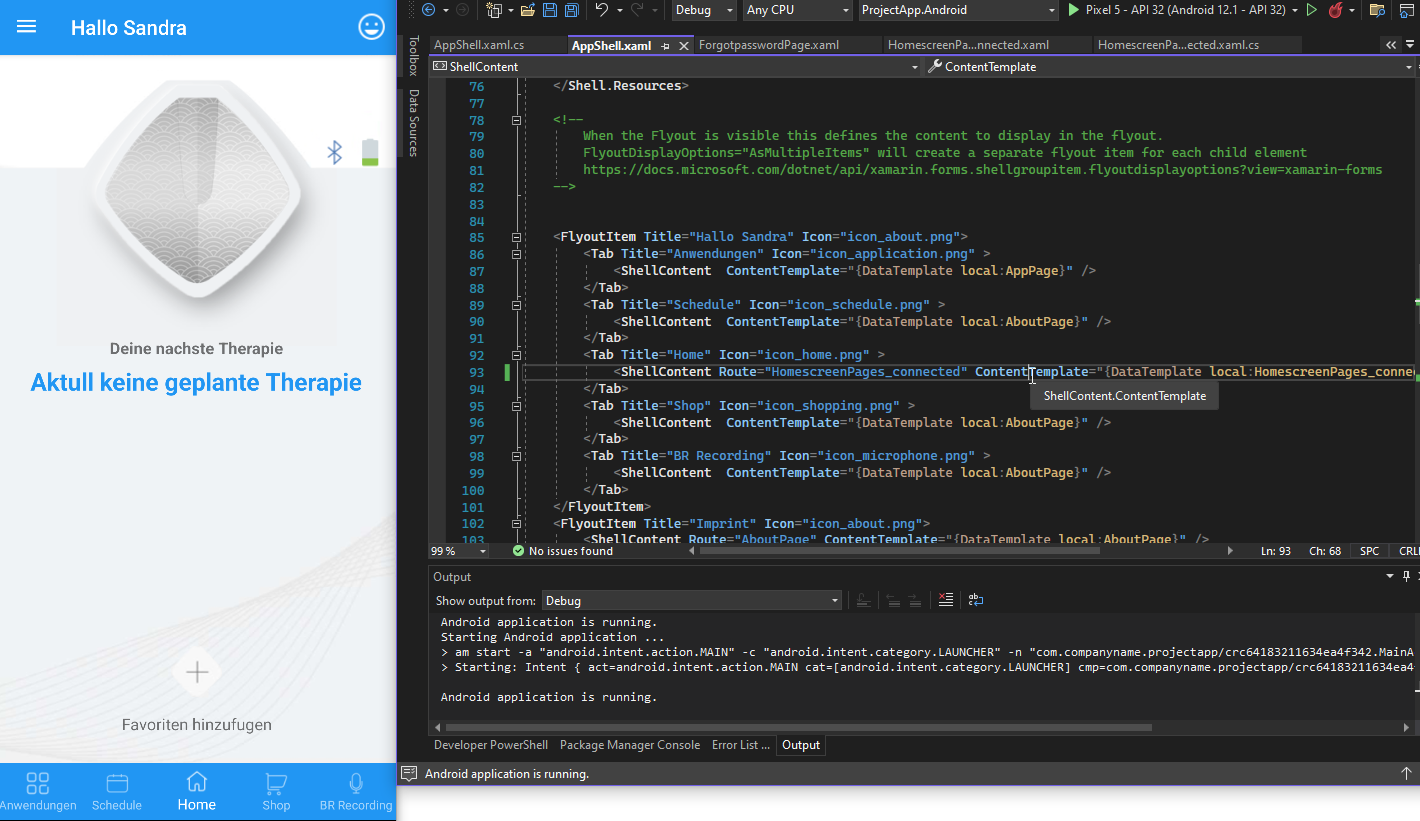 Hallo Sandra
Deine nachste Therapie
Aktull keine geplante Therapie
Favoriten hinzufugen
Anwendungen
Schedule
Home
Shop
BR Recording
Debug
Any CPU
ProjectApp.Android
Pixel 5 - API 32 (Android 12.1 - API 32)
Toolbox
Data Sources
AppShell.xaml.cs
AppShell.xaml
ForgotpasswordPage.xaml
HomescreenPa...nnected.xaml
HomescreenPa...ected.xaml.cs
ShellContent
ContentTemplate
76 </Shell.Resources>
77
78 <!--
79 When the Flyout is visible this defines the content to display in the flyout.
80 FlyoutDisplayOptions="AsMultipleItems" will create a separate flyout item for each child element
81 https://docs.microsoft.com/dotnet/api/xamarin.forms.shellgroupitem.flyoutdisplayoptions?view=xamarin-forms
82 -->
83
84
85 <FlyoutItem Title="Hallo Sandra" Icon="icon_about.png">
86 <Tab Title="Anwendungen" Icon="icon_application.png" >
87 <ShellContent  ContentTemplate="{DataTemplate local:AppPage}" />
88 </Tab>
89 <Tab Title="Schedule" Icon="icon_schedule.png" >
90 <ShellContent  ContentTemplate="{DataTemplate local:AboutPage}" />
91 </Tab>
92 <Tab Title="Home" Icon="icon_home.png" >
93 <ShellContent Route="HomescreenPages_connected" ContentTemplate="{DataTemplate local:HomescreenPages_connec
94 </Tab>
ShellContent.ContentTemplate
95 <Tab Title="Shop" Icon="icon_shopping.png" >
96 <ShellContent  ContentTemplate="{DataTemplate local:AboutPage}" />
97 </Tab>
98 <Tab Title="BR Recording" Icon="icon_microphone.png" >
99 <ShellContent  ContentTemplate="{DataTemplate local:AboutPage}" />
100 </Tab>
101 </FlyoutItem>
102 <FlyoutItem Title="Imprint" Icon="icon_about.png">
103 <ShellContent Route="AboutPage" ContentTemplate="{DataTemplate local:AboutPage}" />
99 %
No issues found
Ln: 93
Ch: 68
SPC
CRL
Output
Show output from:
Debug
Android application is running.
Starting Android application ...
> am start -a "android.intent.action.MAIN" -c "android.intent.category.LAUNCHER" -n "com.companyname.projectapp/crc64183211634ea4f342.MainA
> Starting: Intent { act=android.intent.action.MAIN cat=[android.intent.category.LAUNCHER] cmp=com.companyname.projectapp/crc64183211634ea4
Android application is running.
Developer PowerShell
Package Manager Console
Error List ...
Output
Android application is running.